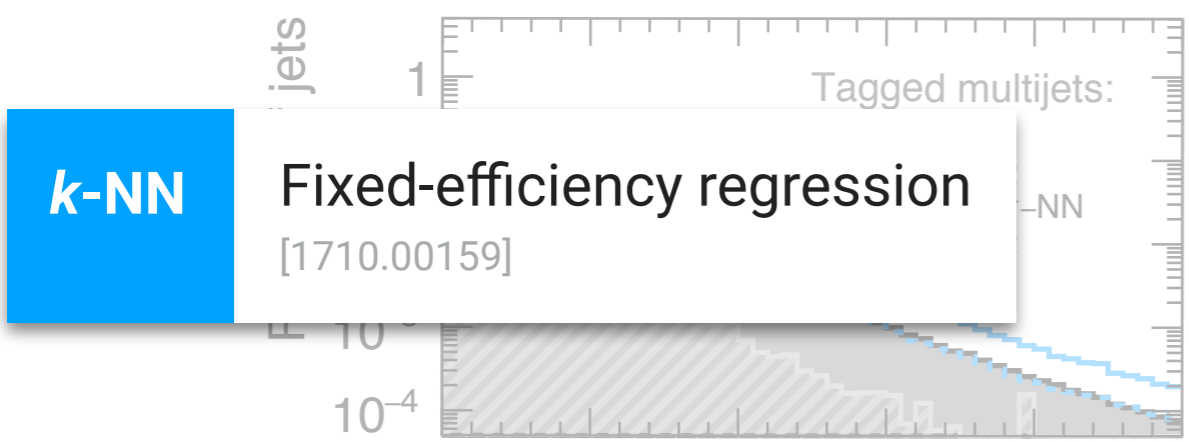 jets
1
Tagged multijets:
k-NN
Fixed-efficiency regression
–NN
[1710.00159]
10
10–4